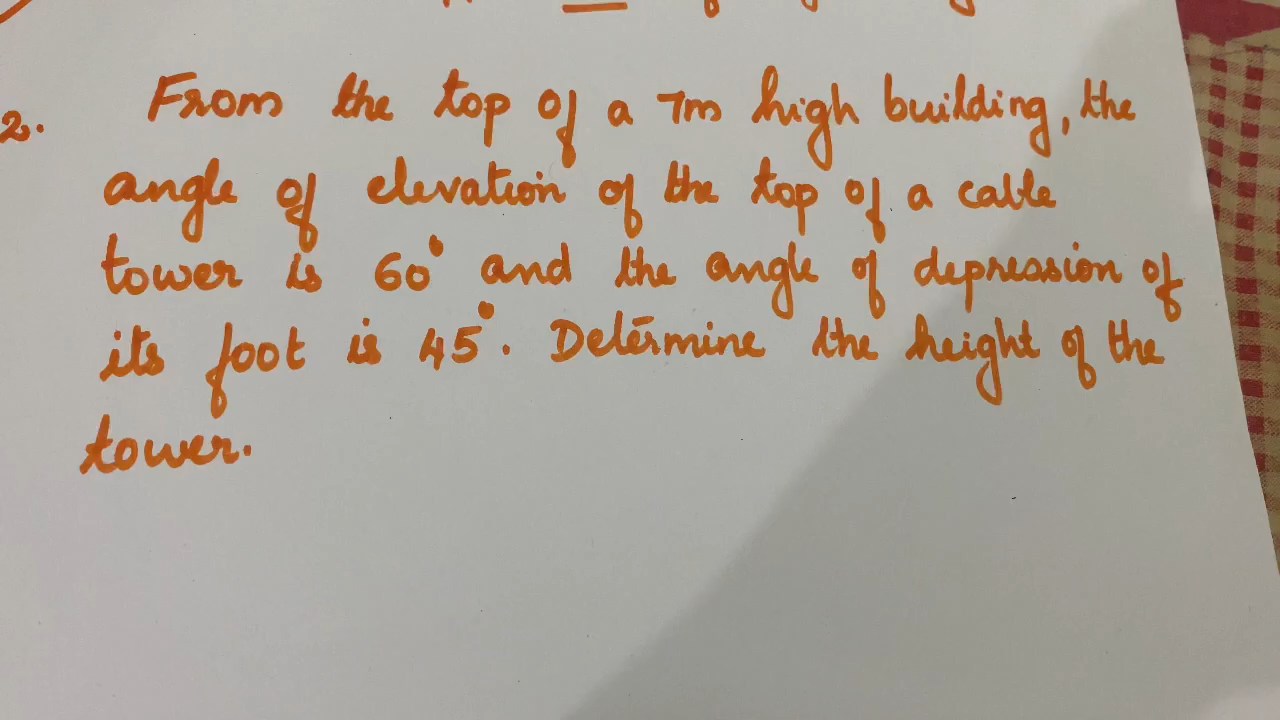 2. From the top of a 7m high building, the
angle of elevation of the top of a cable
tower is 60° and the angle of depression of
its foot is 45°. Determine the height of the
tower.